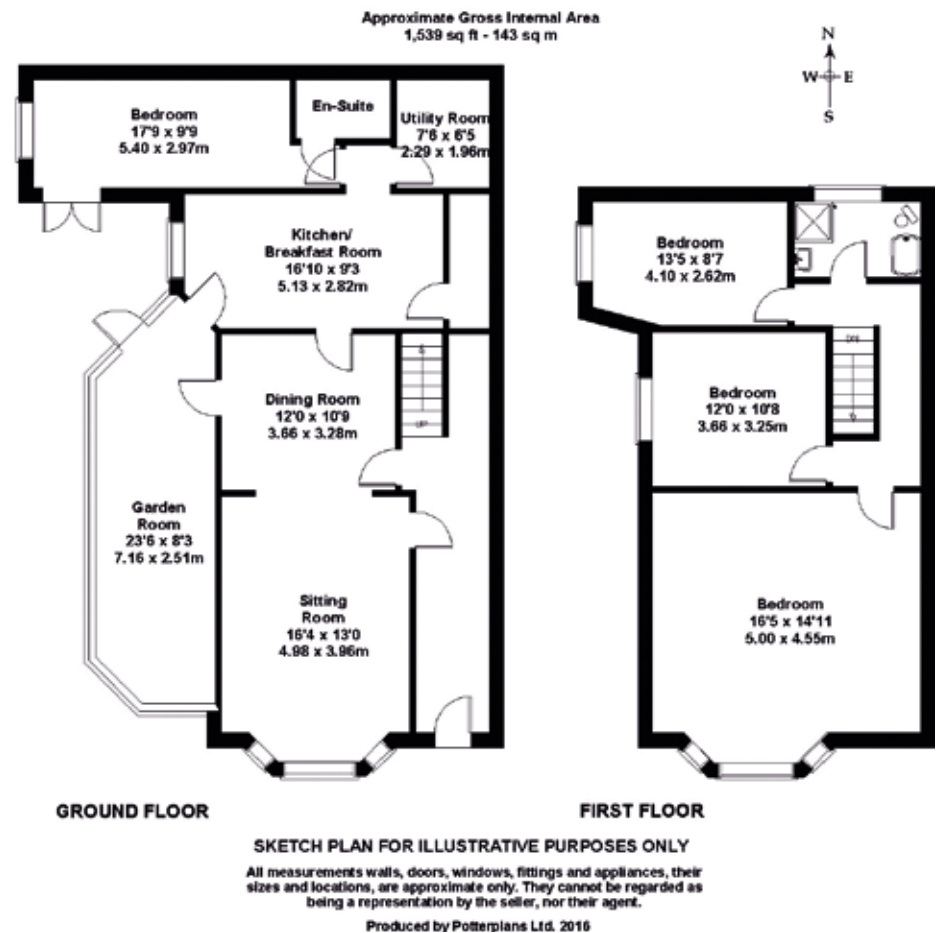 Approximate Gross Internal Area
1,539 sq ft - 143 sq m
N
W E
S
Bedroom
17'9 x 9'9
5.40 x 2.97m
En-Suite
Utility Room
7'6 x 6'5
2.29 x 1.96m
Kitchen/
Breakfast Room
16'10 x 9'3
5.13 x 2.82m
Dining Room
12'0 x 10'9
3.66 x 3.28m
UP
Garden
Room
23'6 x 8'3
7.16 x 2.51m
Sitting
Room
16'4 x 13'0
4.98 x 3.96m
GROUND FLOOR
Bedroom
13'5 x 8'7
4.10 x 2.62m
DN
Bedroom
12'0 x 10'8
3.66 x 3.25m
Bedroom
16'5 x 14'11
5.00 x 4.55m
FIRST FLOOR
SKETCH PLAN FOR ILLUSTRATIVE PURPOSES ONLY
All measurements walls, doors, windows, fittings and appliances, their
sizes and locations, are approximate only. They cannot be regarded as
being a representation by the seller, nor their agent.
Produced by Potterplans Ltd. 2016